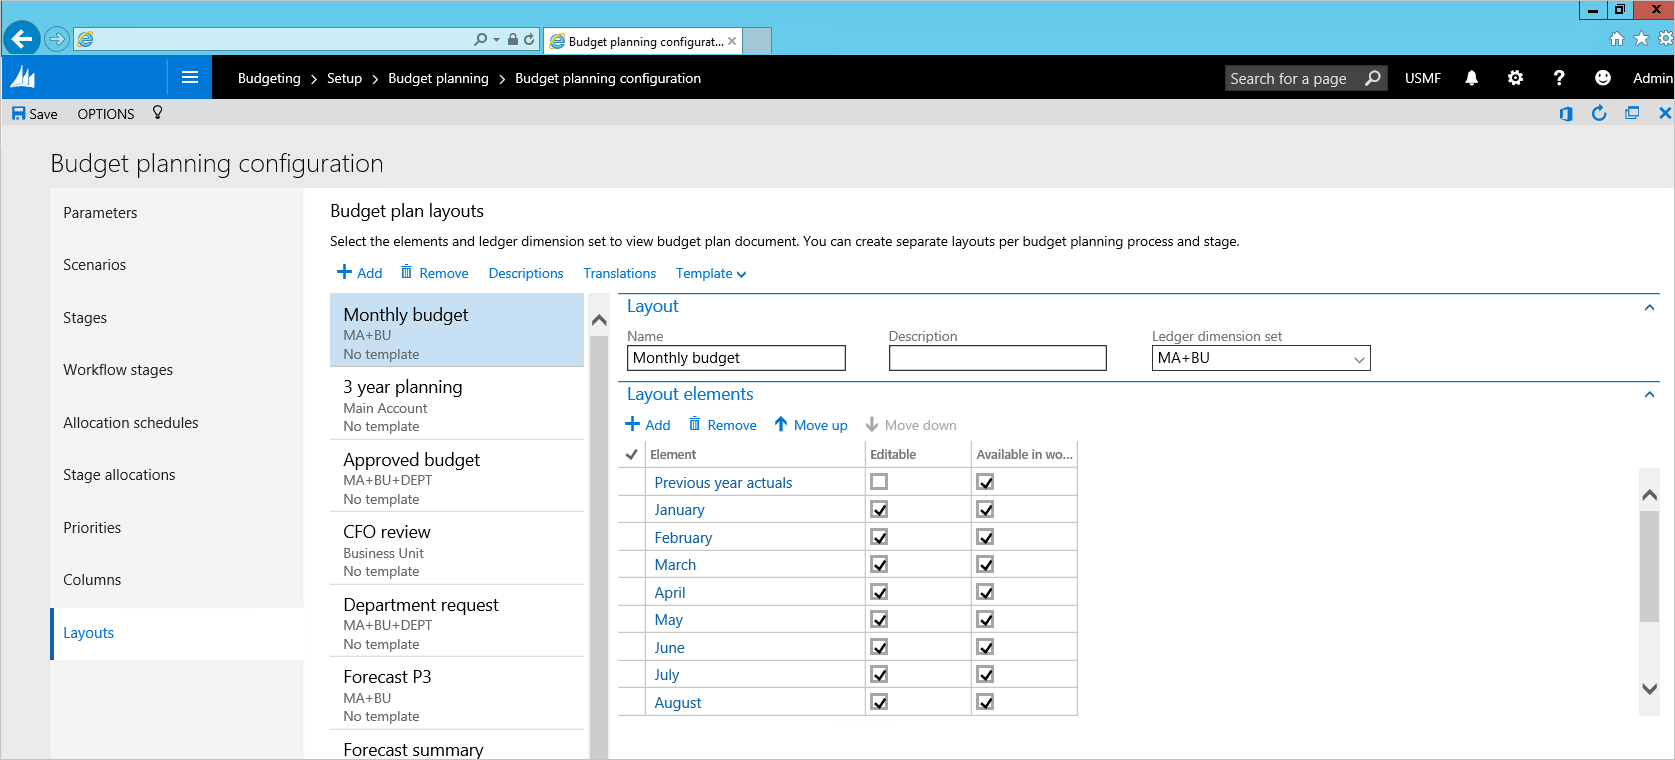 Budget planning configurat...
Budgeting > Setup > Budget planning > Budget planning configuration
Search for a page
USMF
?
Admin
Save OPTIONS
Budget planning configuration
Parameters
Scenarios
Stages
Workflow stages
Allocation schedules
Stage allocations
Priorities
Columns
Layouts
Budget plan layouts
Select the elements and ledger dimension set to view budget plan document. You can create separate layouts per budget planning process and stage.
Add Remove Descriptions Translations Template
Monthly budget
MA+BU
No template
3 year planning
Main Account
No template
Approved budget
MA+BU+DEPT
No template
CFO review
Business Unit
No template
Department request
MA+BU+DEPT
No template
Forecast P3
MA+BU
No template
Forecast summary
Layout
Name Description Ledger dimension set
Monthly budget MA+BU
Layout elements
Add Remove Move up Move down
Element Editable Available in wo...
Previous year actuals
January
February
March
April
May
June
July
August